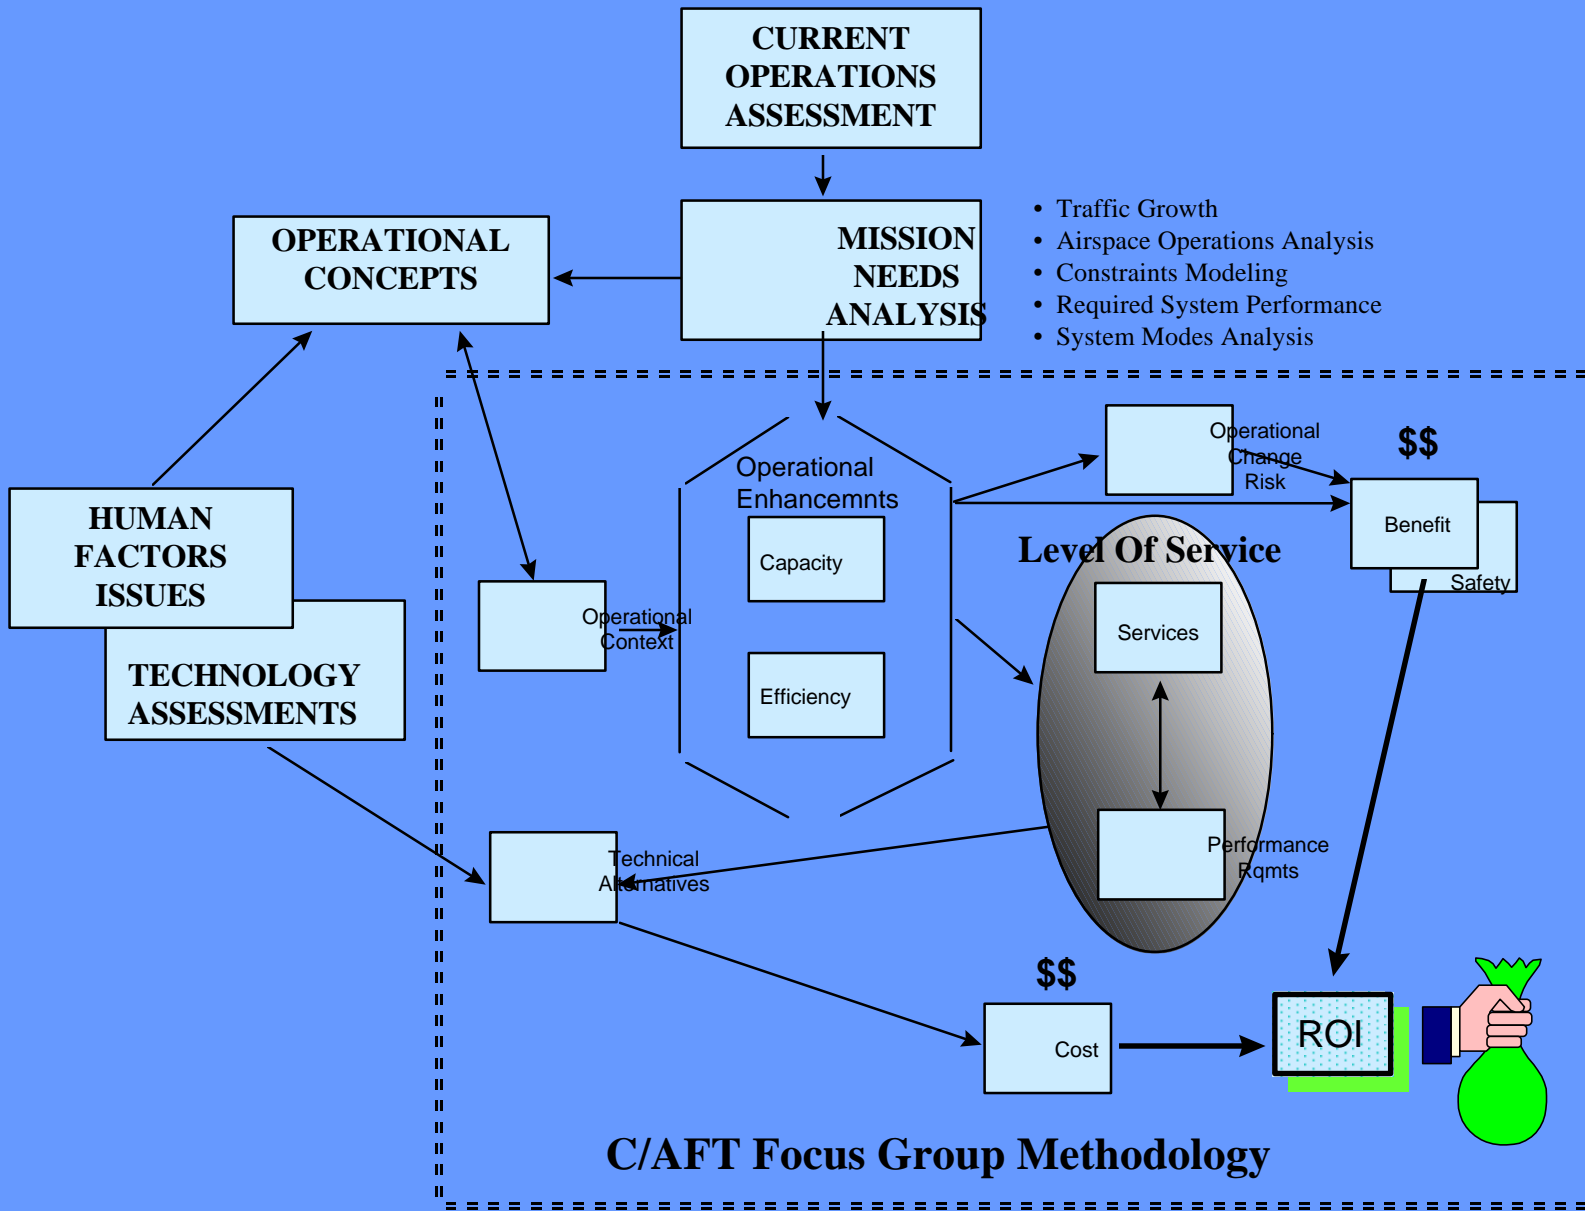 CURRENT
OPERATIONS
ASSESSMENT
OPERATIONAL
CONCEPTS
MISSION
NEEDS
ANALYSIS
• Traffic Growth
• Airspace Operations Analysis
• Constraints Modeling
• Required System Performance
• System Modes Analysis
HUMAN
FACTORS
ISSUES
TECHNOLOGY
ASSESSMENTS
Operational
Context
Operational
Enhancemnts
Capacity
Efficiency
Operational
Change
Risk
$$
Benefit
Safety
Level Of Service
Services
Performance
Rqmts
Technical
Alternatives
$$
Cost
ROI
C/AFT Focus Group Methodology